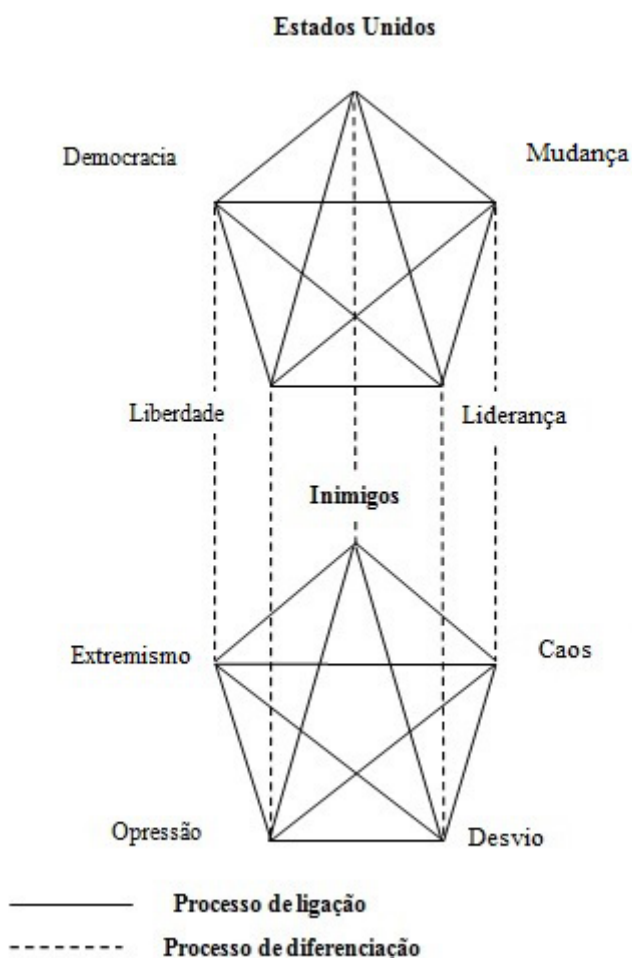 Estados Unidos
Democracia
Mudança
Liberdade
Liderança
Inimigos
Extremismo
Caos
Opressão
Desvio
Processo de ligação
Processo de diferenciação